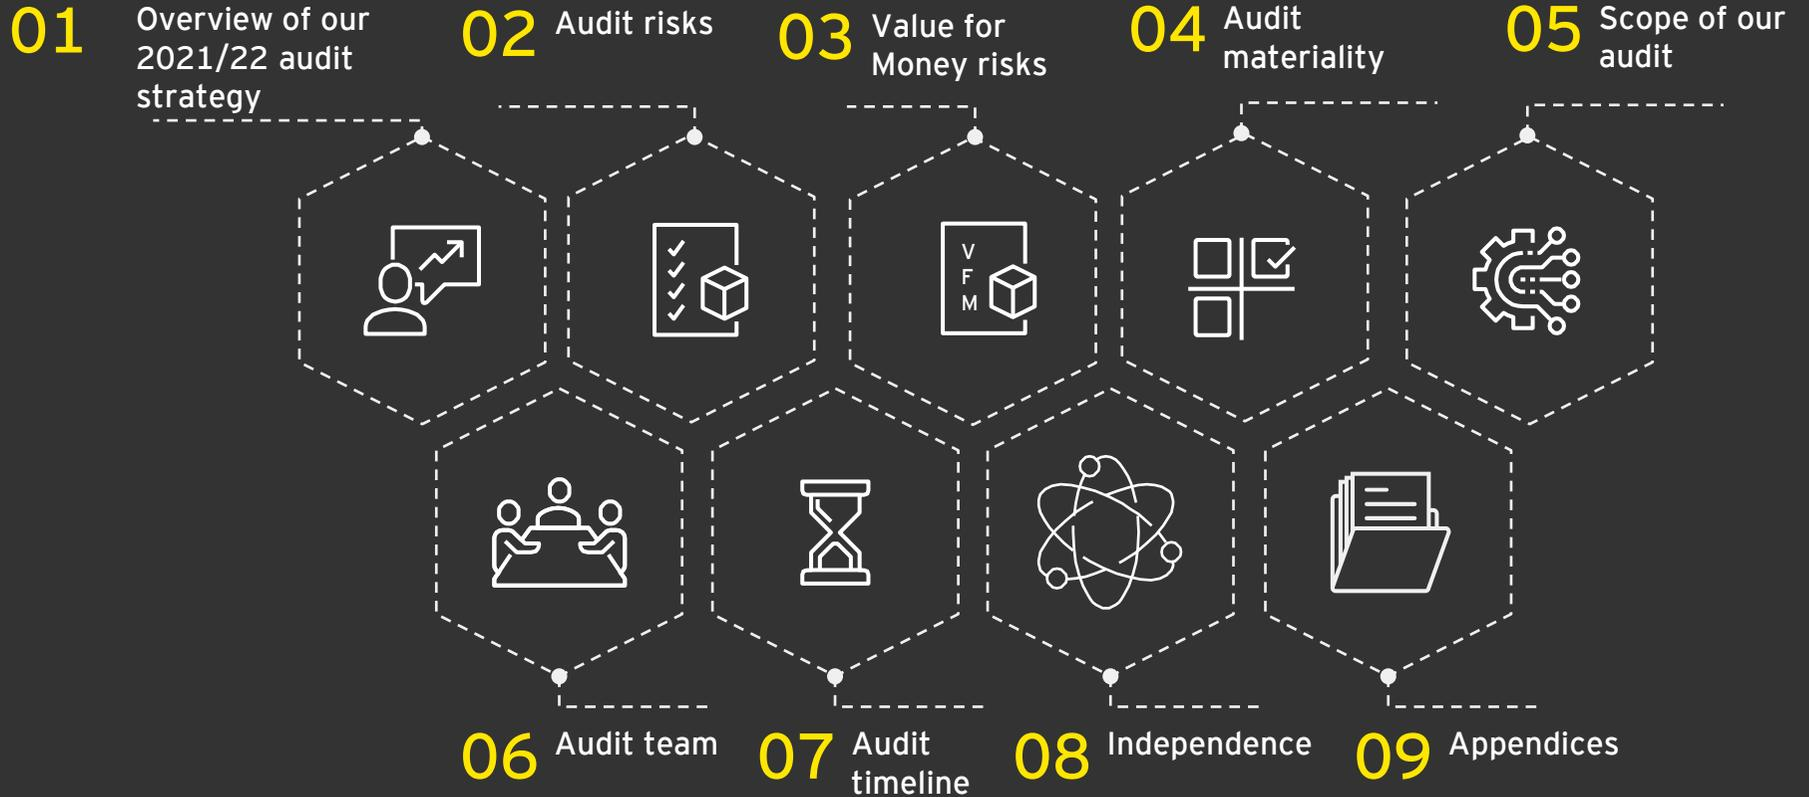 01 Overview of our
2021/22 audit
strategy
02 Audit risks
03 Value for
Money risks
04 Audit
materiality
05 Scope of our
audit
V
F
M
06 Audit team
07 Audit
timeline
08 Independence
09 Appendices